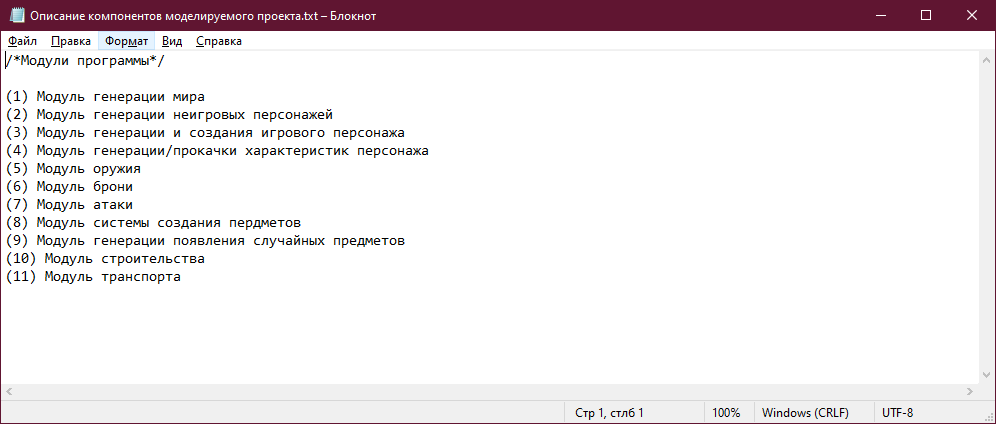 Описание компонентов моделируемого проекта.txt – Блокнот
Файл Правка Формат Вид Справка
/*Модули программы*/
(1) Модуль генерации мира
(2) Модуль генерации неигровых персонажей
(3) Модуль генерации и создания игрового персонажа
(4) Модуль генерации/прокачки характеристик персонажа
(5) Модуль оружия
(6) Модуль брони
(7) Модуль атаки
(8) Модуль системы создания пердметов
(9) Модуль генерации появления случайных предметов
(10) Модуль строительства
(11) Модуль транспорта
Стр 1, стлб 1 100% Windows (CRLF) UTF-8